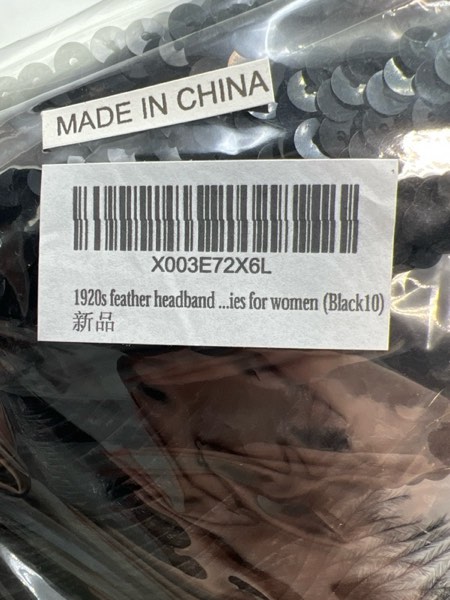 MADE IN CHINA
X003E72X6L
1920s feather headband ...ies for women (Black10)
新品